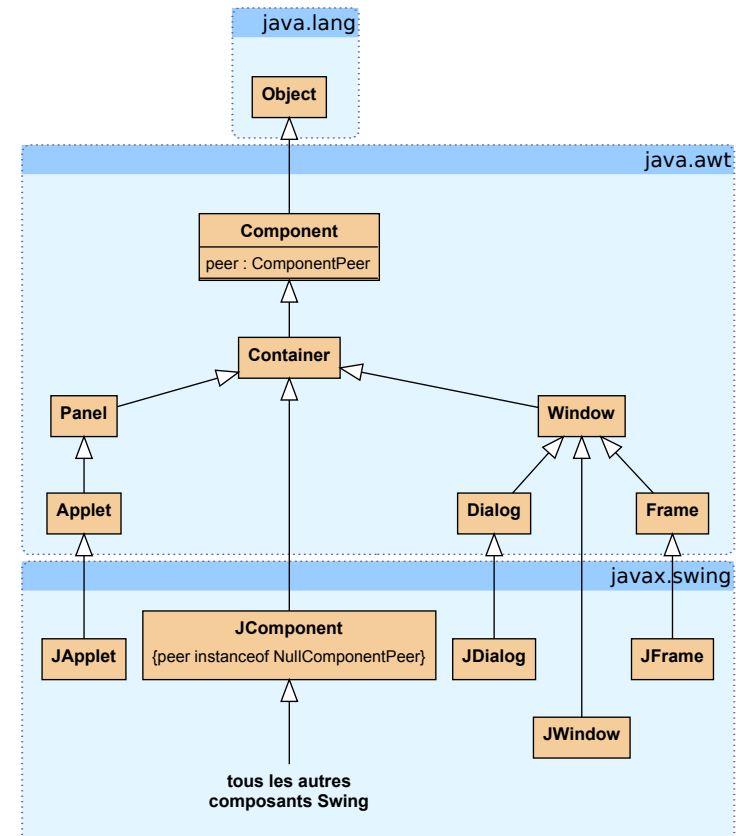 java.lang
Object
java.awt
Component
peer : ComponentPeer
Container
Panel
Window
Applet
Dialog
Frame
javax.swing
JApplet
JComponent
{peer instanceof NullComponentPeer}
JDialog
JFrame
JWindow
tous les autres
composants Swing